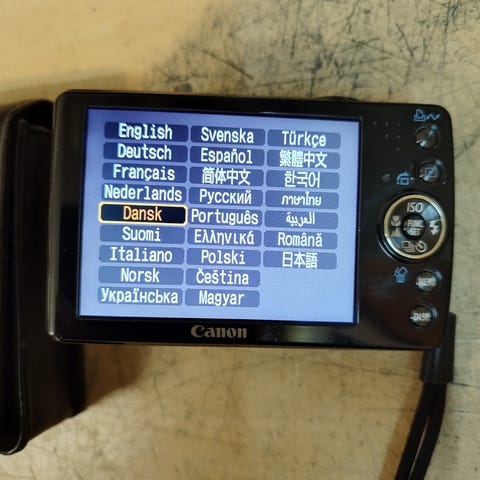 English Svenska Türkçe
Deutsch Español 繁體中文
Français 简体中文 한국어
Nederlands Русский ภาษาไทย
Dansk Português العربية
Suomi Ελληνικά Română
Italiano Polski 日本語
Norsk Čeština
Українська Magyar
Canon
ISO
FUNC.
SET
MENU
DISP.